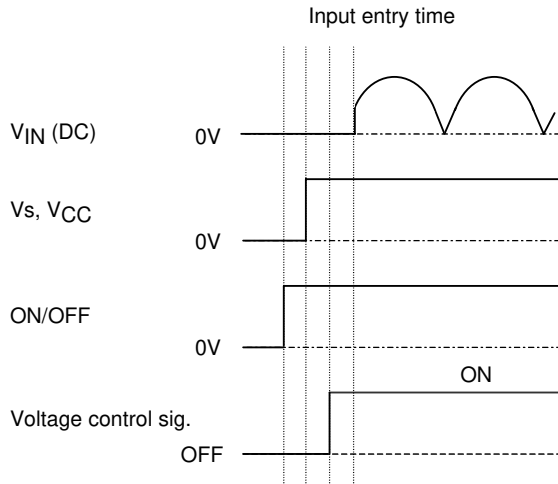 Input entry time
VIN (DC) 0V
Vs, VCC
0V
ON/OFF
0V
ON
Voltage control sig.
OFF